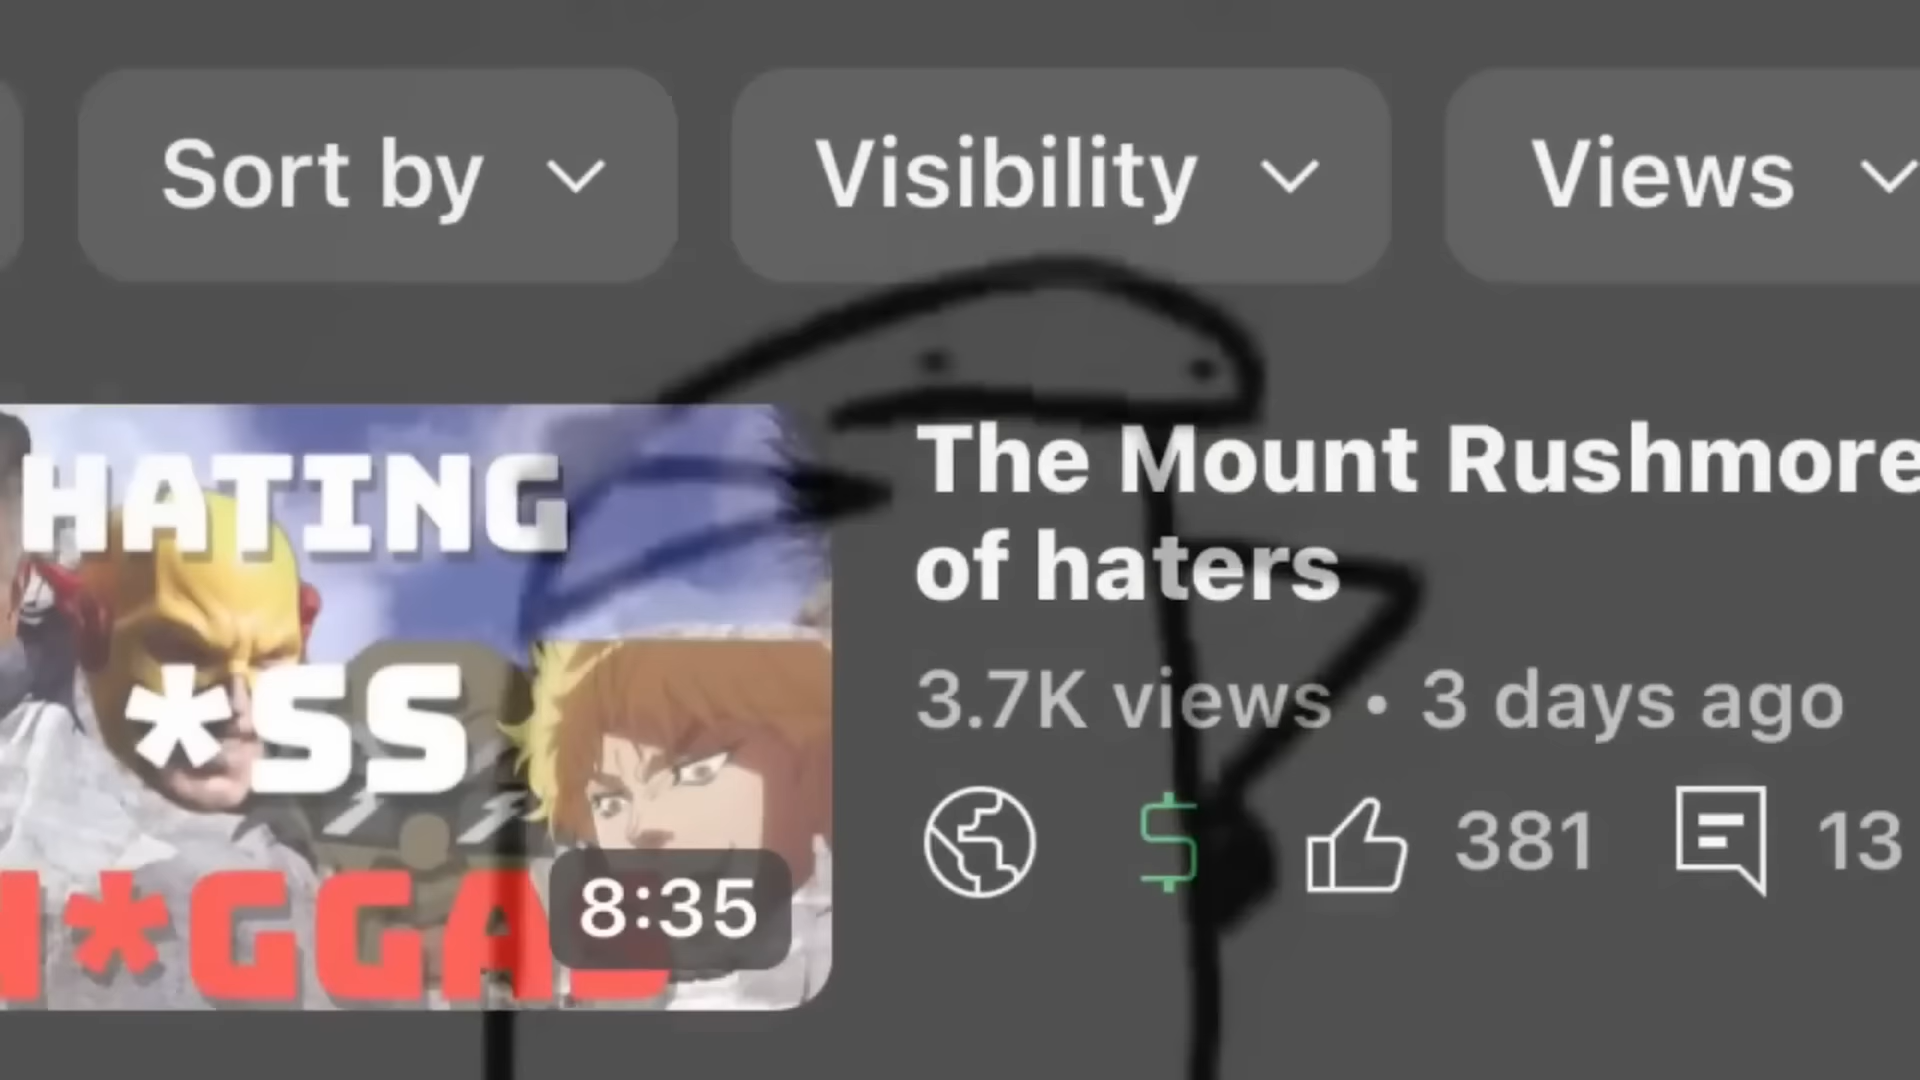 Sort by
Visibility
Views
HATING
*SS
N*GGAS
8:35
The Mount Rushmore
of haters
3.7K views • 3 days ago
381
13